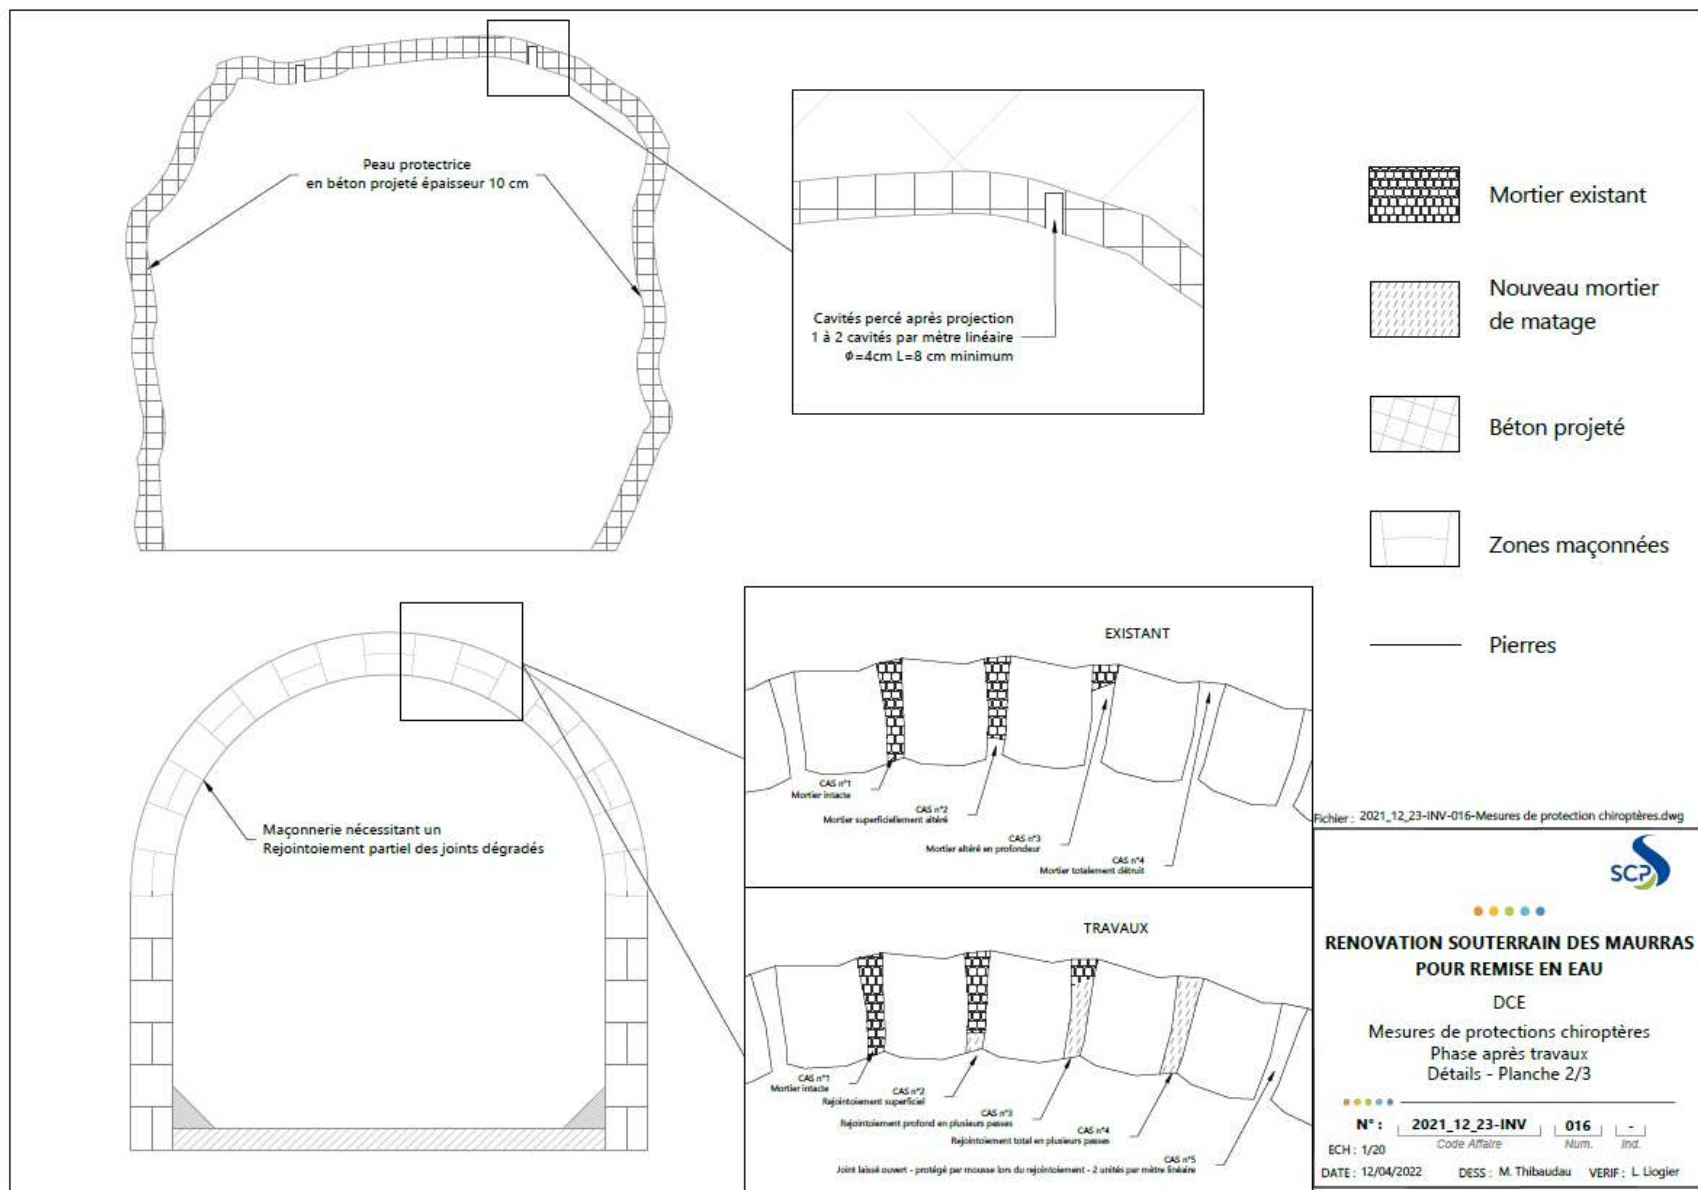 Peau protectrice
en béton projeté épaisseur 10 cm
Cavités percé après projection
1 à 2 cavités par mètre linéaire
Φ=4cm L=8 cm minimum
Mortier existant
Nouveau mortier
de matage
Béton projeté
Zones maçonnées
Pierres
Maçonnerie nécessitant un
Rejointoiement partiel des joints dégradés
EXISTANT
CAS n°1
Mortier intacte
CAS n°2
Mortier superficiellement altéré
CAS n°3
Mortier altéré en profondeur
CAS n°4
Mortier totalement détruit
TRAVAUX
CAS n°1
Mortier intacte
CAS n°2
Rejointoiement superficiel
CAS n°3
Rejointoiement profond en plusieurs passes
CAS n°4
Rejointoiement total en plusieurs passes
CAS n°5
Joint laissé ouvert - protégé par mousse lors du rejointoiement - 2 unités par mètre linéaire
Fichier : 2021_12_23-INV-016-Mesures de protection chiroptères.dwg
SCP
RENOVATION SOUTERRAIN DES MAURRAS
POUR REMISE EN EAU
DCE
Mesures de protections chiroptères
Phase après travaux
Détails - Planche 2/3
N° : 2021_12_23-INV 016 -
Code Affaire Num. Ind.
ECH : 1/20
DATE : 12/04/2022 DESS : M. Thibaudau VERIF : L. Liogier